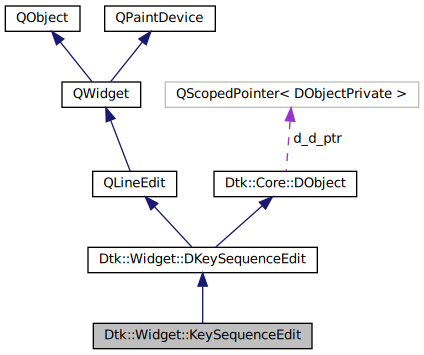 QObject
QPaintDevice
QWidget
QScopedPointer< DObjectPrivate >
d_d_ptr
QLineEdit
Dtk::Core::DObject
Dtk::Widget::DKeySequenceEdit
Dtk::Widget::KeySequenceEdit